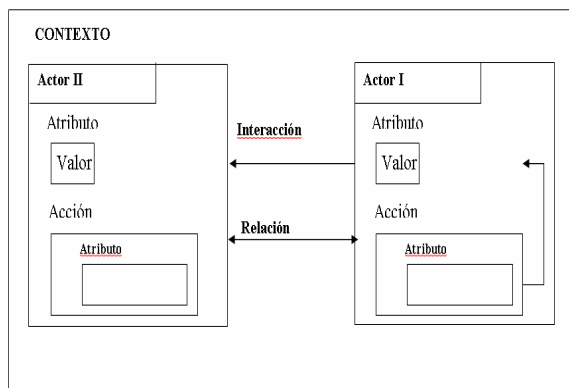 CONTEXTO
Actor II
Atributo
Valor
Acción
Atributo
Interacción
Relación
Actor I
Atributo
Valor
Acción
Atributo